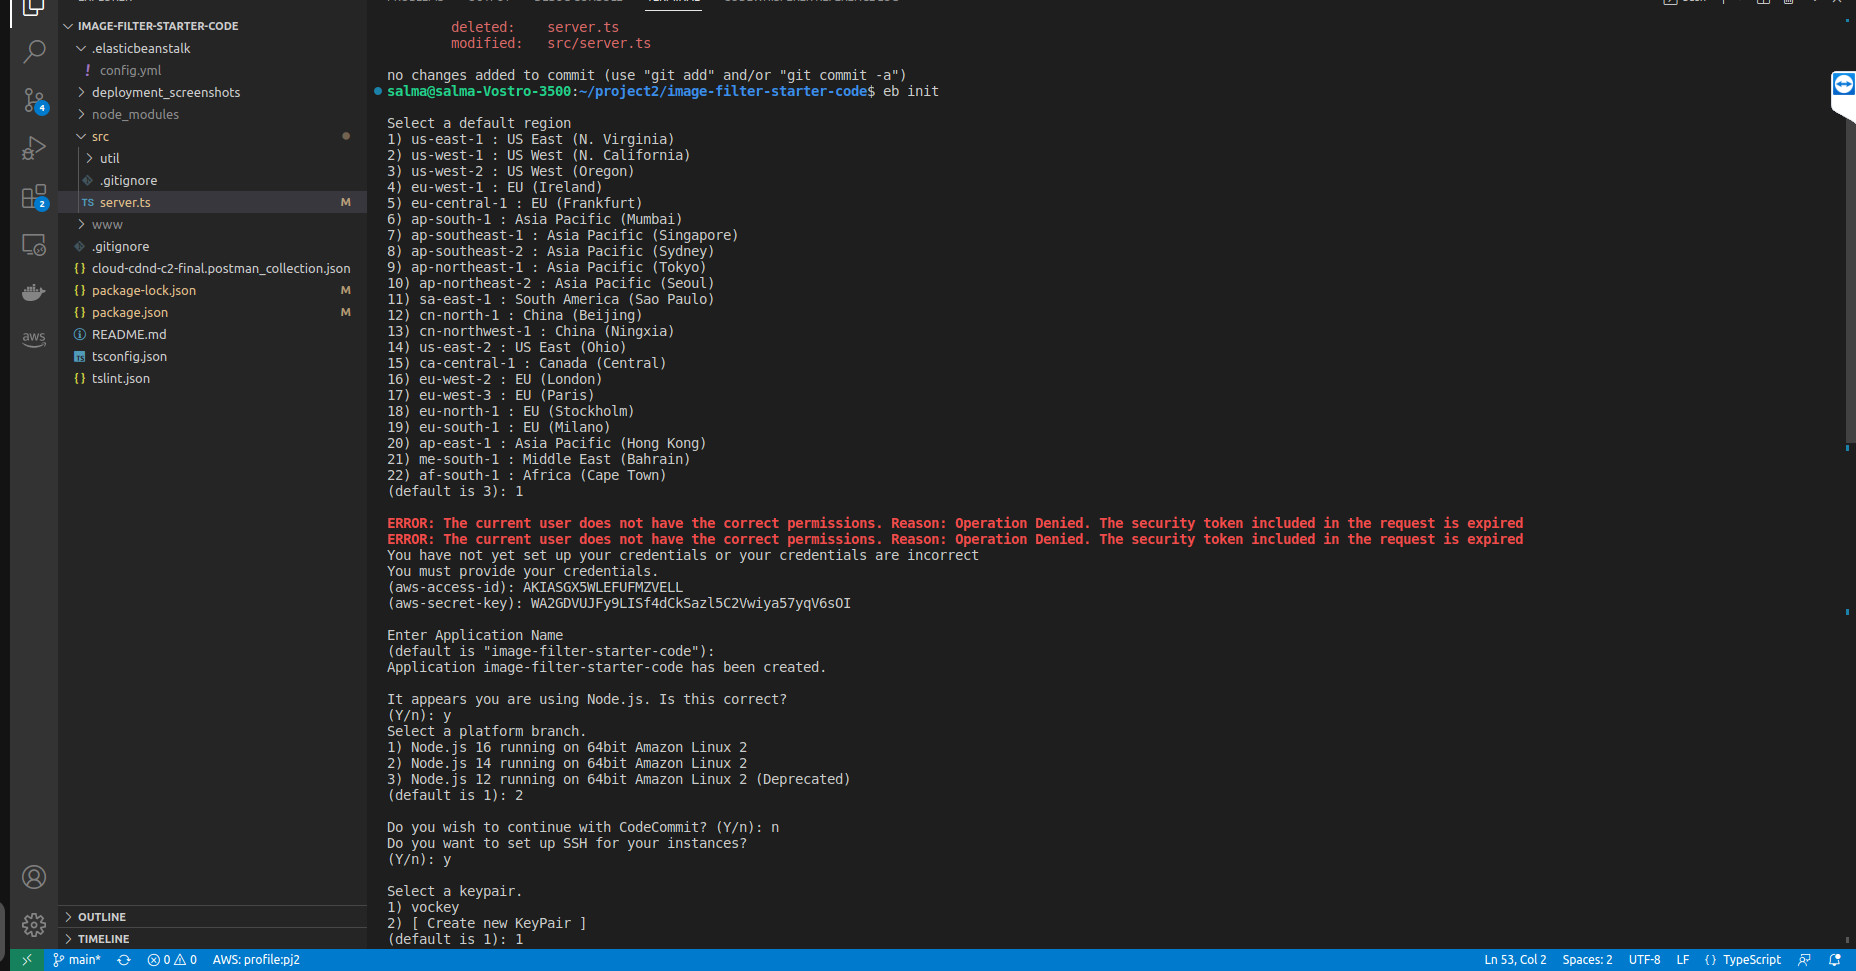 IMAGE-FILTER-STARTER-CODE
.elasticbeanstalk
! config.yml
deployment_screenshots
node_modules
src
util
.gitignore
TS server.ts M
www
.gitignore
{} cloud-cdnd-c2-final.postman_collection.json
{} package-lock.json M
{} package.json M
README.md
TS tsconfig.json
{} tslint.json
OUTLINE
TIMELINE
4
2
aws
deleted: server.ts
modified: src/server.ts
no changes added to commit (use "git add" and/or "git commit -a")
salma@salma-Vostro-3500:~/project2/image-filter-starter-code$ eb init
Select a default region
1) us-east-1 : US East (N. Virginia)
2) us-west-1 : US West (N. California)
3) us-west-2 : US West (Oregon)
4) eu-west-1 : EU (Ireland)
5) eu-central-1 : EU (Frankfurt)
6) ap-south-1 : Asia Pacific (Mumbai)
7) ap-southeast-1 : Asia Pacific (Singapore)
8) ap-southeast-2 : Asia Pacific (Sydney)
9) ap-northeast-1 : Asia Pacific (Tokyo)
10) ap-northeast-2 : Asia Pacific (Seoul)
11) sa-east-1 : South America (Sao Paulo)
12) cn-north-1 : China (Beijing)
13) cn-northwest-1 : China (Ningxia)
14) us-east-2 : US East (Ohio)
15) ca-central-1 : Canada (Central)
16) eu-west-2 : EU (London)
17) eu-west-3 : EU (Paris)
18) eu-north-1 : EU (Stockholm)
19) eu-south-1 : EU (Milano)
20) ap-east-1 : Asia Pacific (Hong Kong)
21) me-south-1 : Middle East (Bahrain)
22) af-south-1 : Africa (Cape Town)
(default is 3): 1
ERROR: The current user does not have the correct permissions. Reason: Operation Denied. The security token included in the request is expired
ERROR: The current user does not have the correct permissions. Reason: Operation Denied. The security token included in the request is expired
You have not yet set up your credentials or your credentials are incorrect
You must provide your credentials.
(aws-access-id): AKIASGX5WLEFUFMZVELL
(aws-secret-key): WA2GDVUJFy9LISf4dCkSazl5C2Vwiya57yqV6sOI
Enter Application Name
(default is "image-filter-starter-code"):
Application image-filter-starter-code has been created.
It appears you are using Node.js. Is this correct?
(Y/n): y
Select a platform branch.
1) Node.js 16 running on 64bit Amazon Linux 2
2) Node.js 14 running on 64bit Amazon Linux 2
3) Node.js 12 running on 64bit Amazon Linux 2 (Deprecated)
(default is 1): 2
Do you wish to continue with CodeCommit? (Y/n): n
Do you want to set up SSH for your instances?
(Y/n): y
Select a keypair.
1) vockey
2) [ Create new KeyPair ]
(default is 1): 1
main* 0 0 AWS: profile:pj2 Ln 53, Col 2 Spaces: 2 UTF-8 LF {} TypeScript